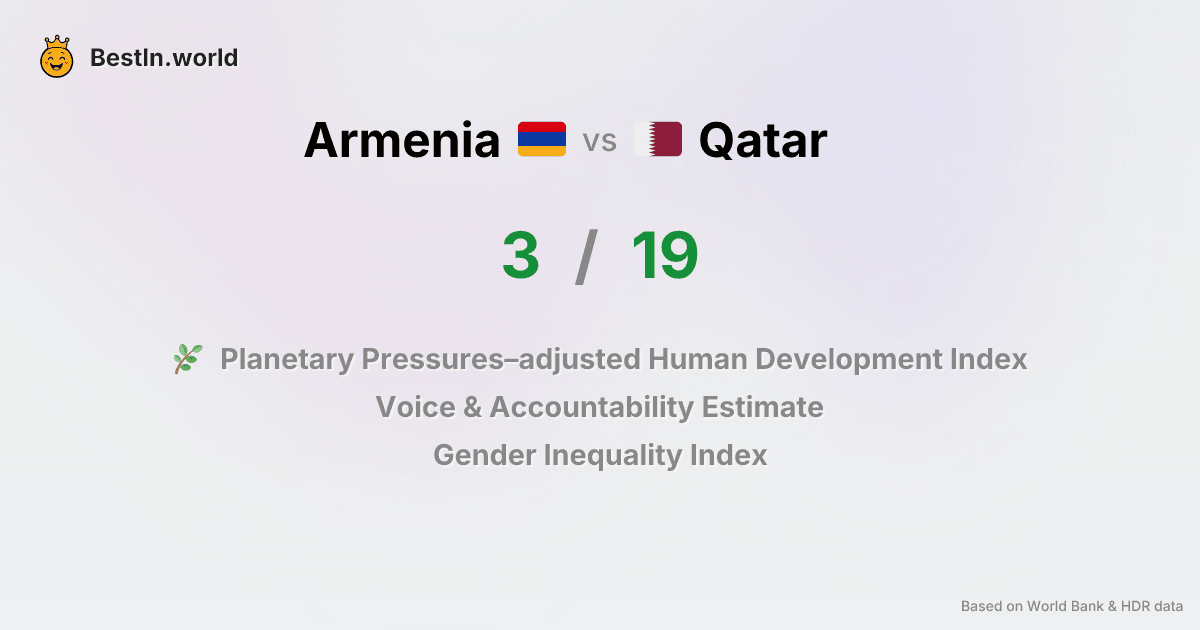 BestIn.world
Armenia vs Qatar
3 / 19
Planetary Pressures–adjusted Human Development Index
Voice & Accountability Estimate
Gender Inequality Index
Based on World Bank & HDR data